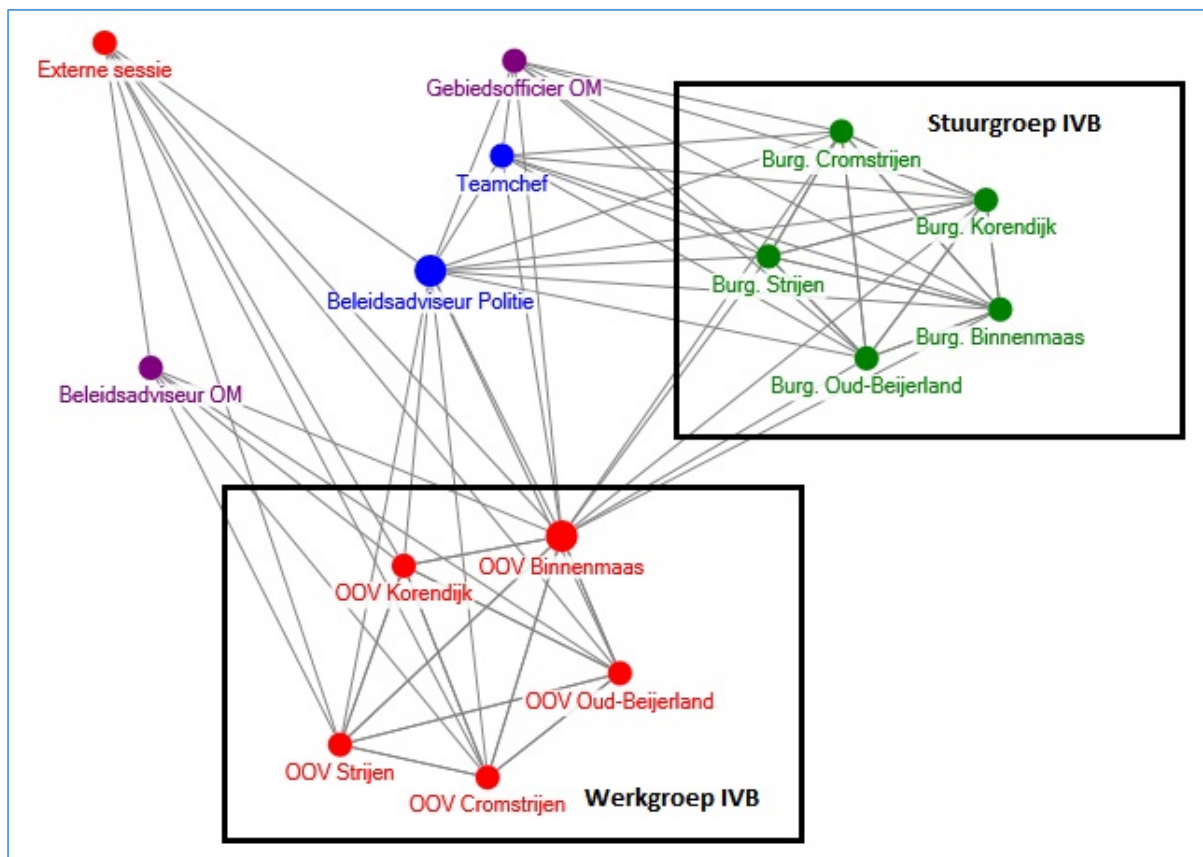 Externe sessie
Gebiedsofficier OM
Stuurgroep IVB
Burg. Cromstrijen
Teamchef
Burg. Korendijk
Burg. Strijen
Beleidsadviseur Politie
Burg. Binnenmaas
Burg. Oud-Beijerland
Beleidsadviseur OM
OOV Binnenmaas
OOV Korendijk
OOV Oud-Beijerland
OOV Strijen
OOV Cromstrijen
Werkgroep IVB